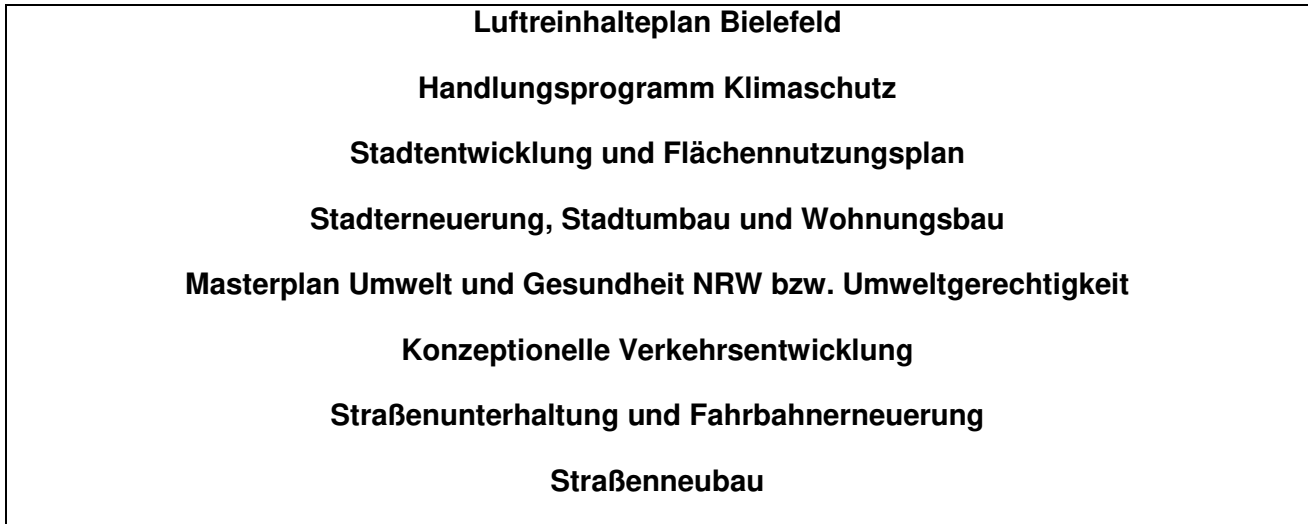 Luftreinhalteplan Bielefeld
Handlungsprogramm Klimaschutz
Stadtentwicklung und Flächennutzungsplan
Stadterneuerung, Stadtumbau und Wohnungsbau
Masterplan Umwelt und Gesundheit NRW bzw. Umweltgerechtigkeit
Konzeptionelle Verkehrsentwicklung
Straßenunterhaltung und Fahrbahnerneuerung
Straßenneubau